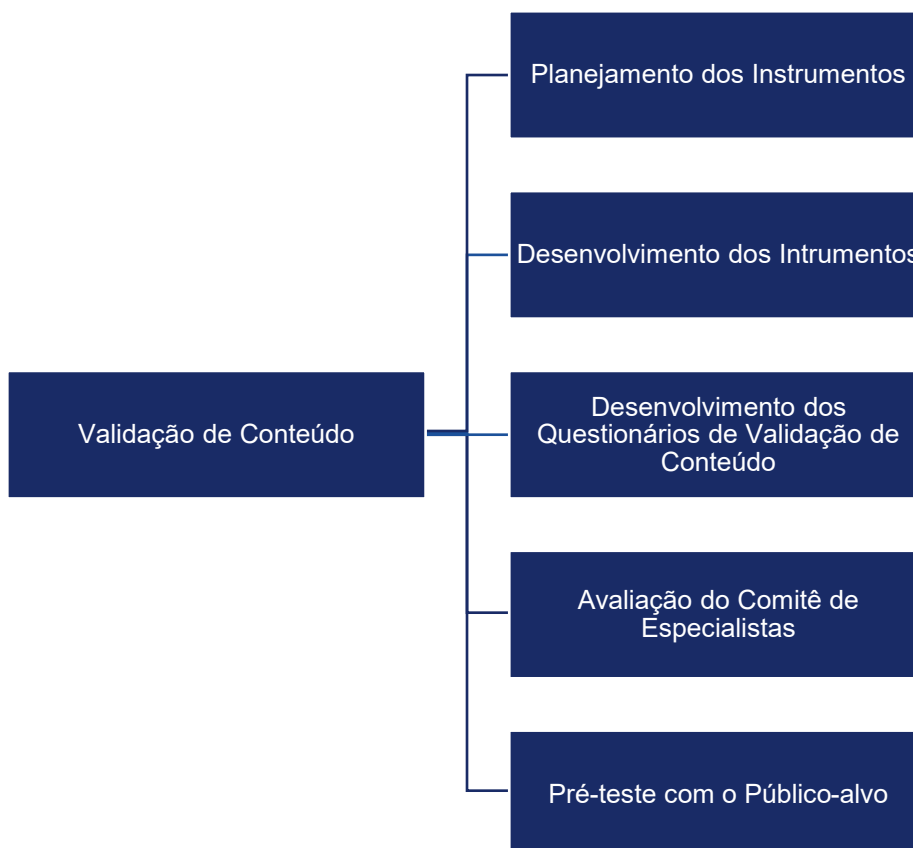 Planejamento dos Instrumentos
Desenvolvimento dos Intrumentos
Validação de Conteúdo
Desenvolvimento dos
Questionários de Validação de
Conteúdo
Avaliação do Comitê de
Especialistas
Pré-teste com o Público-alvo